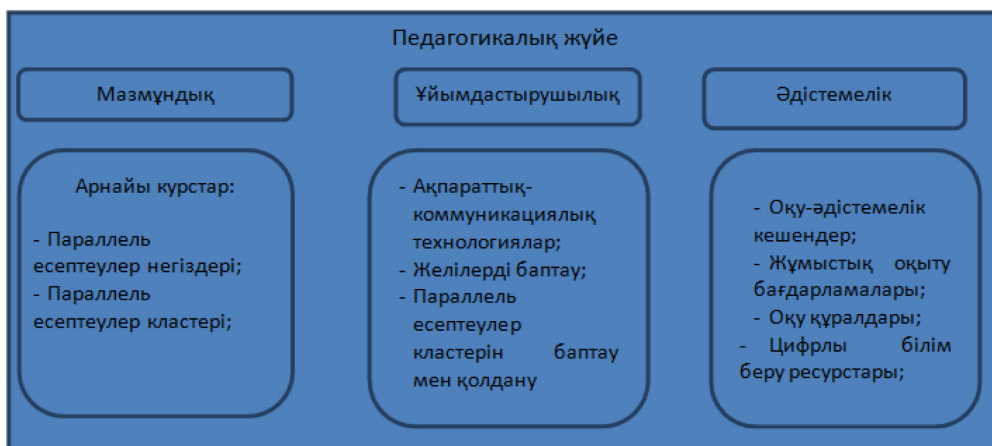 Педагогикалық жүйе
Мазмұндық
Ұйымдастырушылық
Әдістемелік
Арнайы курстар:
- Параллель
есептеулер негіздері;
- Параллель
есептеулер кластері;
- Ақпараттық-
коммуникациялық
технологиялар;
- Желілерді баптау;
- Параллель
есептеулер
кластерін баптау
мен қолдану
- Оқу-әдістемелік
кешендер;
- Жұмыстық оқыту
бағдарламалары;
- Оқу құралдары;
- Цифрлы білім
беру ресурстары;